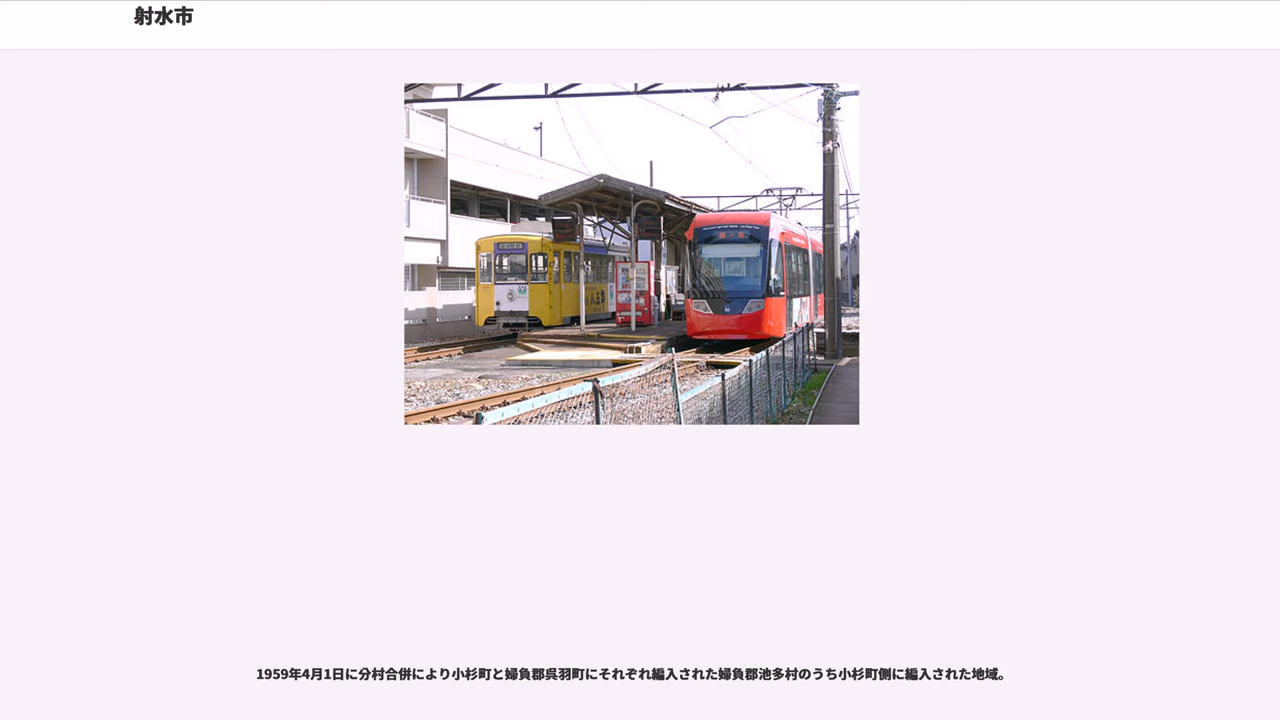 射水市
1959年4月1日に分村合併により小杉町と婦負郡呉羽町にそれぞれ編入された婦負郡池多村のうち小杉町側に編入された地域。